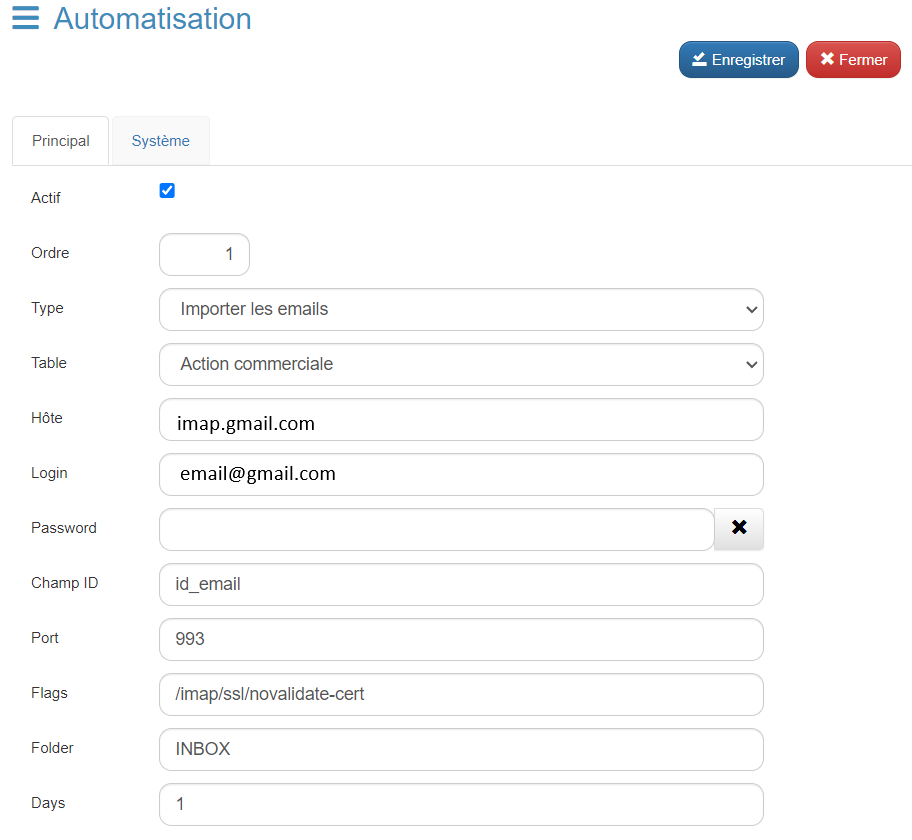 Automatisation
Enregistrer
Fermer
Principal
Système
Actif
Ordre 1
Type Importer les emails
Table Action commerciale
Hôte imap.gmail.com
Login email@gmail.com
Password
Champ ID id_email
Port 993
Flags /imap/ssl/novalidate-cert
Folder INBOX
Days 1